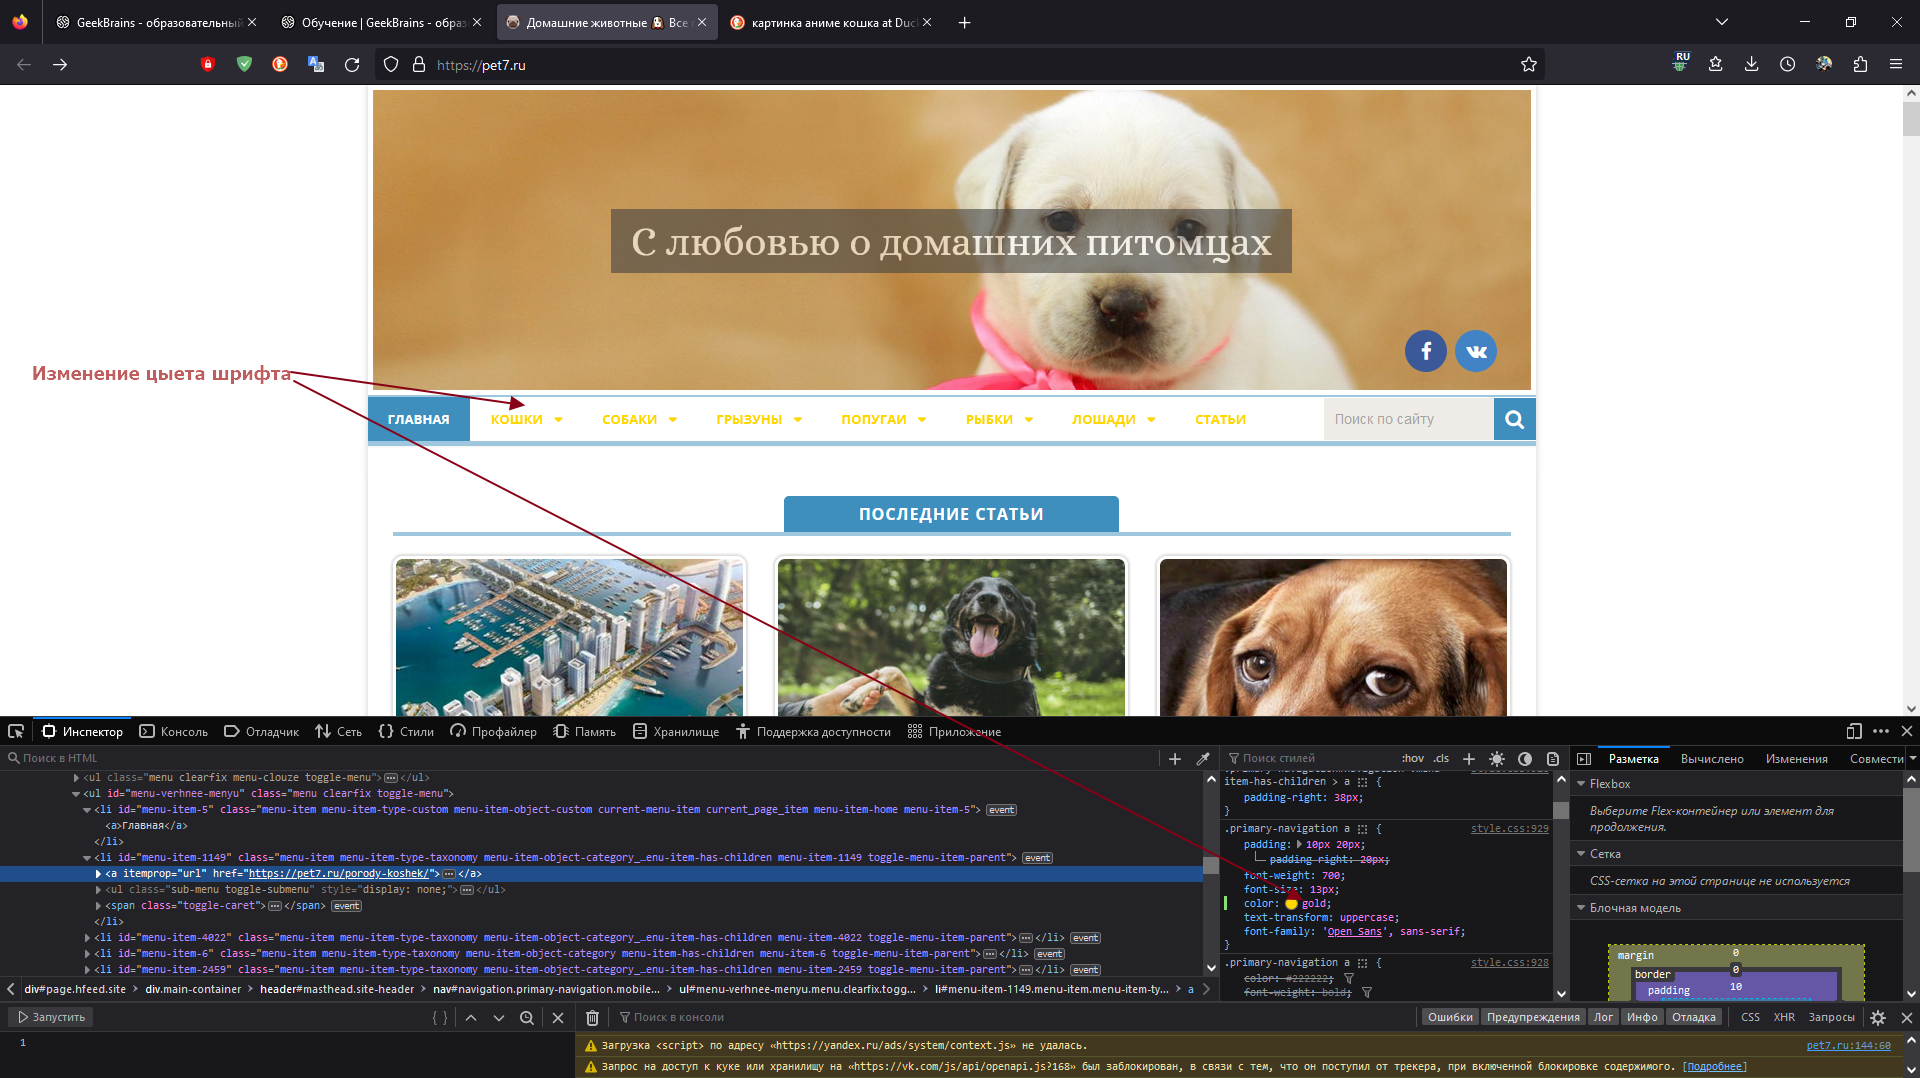 GeekBrains - образовательный
Обучение | GeekBrains - образо
Домашние животные 🐶 Все о
картинка аниме кошка at Duc
RU
https://pet7.ru
С любовью о домашних питомцах
Изменение цыета шрифта
ГЛАВНАЯ КОШКИ СОБАКИ ГРЫЗУНЫ ПОПУГАИ РЫБКИ ЛОШАДИ СТАТЬИ Поиск по сайту
ПОСЛЕДНИЕ СТАТЬИ
Инспектор Консоль Отладчик Сеть Стили Профайлер Память Хранилище Поддержка доступности Приложение
Поиск в HTML
<ul class="menu clearfix menu-clouze toggle-menu"></ul>
<ul id="menu-verhnee-menyu" class="menu clearfix toggle-menu">
<li id="menu-item-5" class="menu-item menu-item-type-custom menu-item-object-custom current-menu-item current_page_item menu-item-home menu-item-5"> event
<a>Главная</a>
</li>
<li id="menu-item-1149" class="menu-item menu-item-type-taxonomy menu-item-object-category_…enu-item-has-children menu-item-1149 toggle-menu-item-parent"> event
<a itemprop="url" href="https://pet7.ru/porody-koshek/"></a>
<ul class="sub-menu toggle-submenu" style="display: none;"></ul>
<span class="toggle-caret"></span> event
</li>
<li id="menu-item-4022" class="menu-item menu-item-type-taxonomy menu-item-object-category_…enu-item-has-children menu-item-4022 toggle-menu-item-parent"></li> event
<li id="menu-item-6" class="menu-item menu-item-type-taxonomy menu-item-object-category_…enu-item-has-children menu-item-6 toggle-menu-item-parent"></li> event
<li id="menu-item-2459" class="menu-item menu-item-type-taxonomy menu-item-object-category_…enu-item-has-children menu-item-2459 toggle-menu-item-parent"></li> event
div#page.hfeed.site div.main-container header#masthead.site-header nav#navigation.primary-navigation.mobile… ul#menu-verhnee-menyu.menu.clearfix.togg… li#menu-item-1149.menu-item.menu-item-ty… a
Поиск стилей :hov .cls
item-has-children > a {
padding-right: 38px;
}
.primary-navigation a { style.css:929
padding: 10px 20px;
padding-right: 20px;
font-weight: 700;
font-size: 13px;
color: gold;
text-transform: uppercase;
font-family: 'Open Sans', sans-serif;
}
.primary-navigation a { style.css:928
color: #222222;
font-weight: bold;
Разметка Вычислено Изменения Совмести
Flexbox
Выберите Flex-контейнер или элемент для
продолжения.
Сетка
CSS-сетка на этой странице не используется
Блочная модель
margin 0
border 0
padding 10
Запустить { }
1
Поиск в консоли Ошибки Предупреждения Лог Инфо Отладка CSS XHR Запросы
Загрузка <script> по адресу «https://yandex.ru/ads/system/context.js» не удалась. pet7.ru:144:60
Запрос на доступ к куке или хранилищу на «https://vk.com/js/api/openapi.js?168» был заблокирован, в связи с тем, что он поступил от трекера, при включенной блокировке содержимого. [Подробнее]